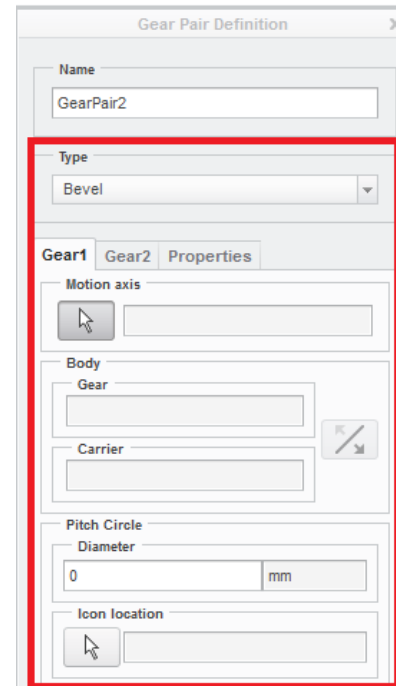 Gear Pair Definition
Name
GearPair2
Type
Bevel
Gear1 Gear2 Properties
Motion axis
Body
Gear
Carrier
Pitch Circle
Diameter
0 mm
Icon location